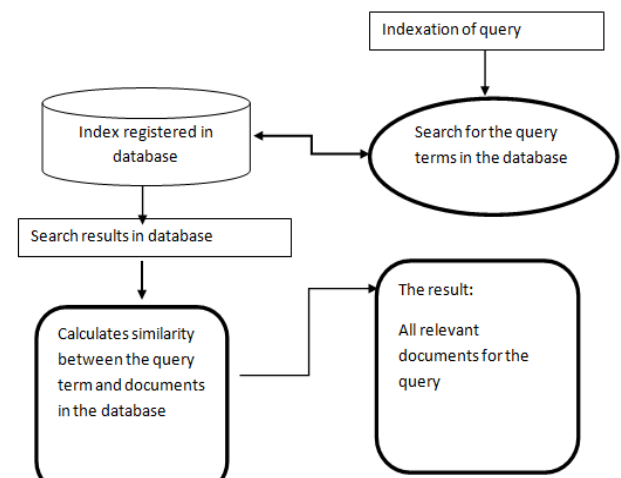 Indexation of query
Index registered in
database
Search for the query
terms in the database
Search results in database
Calculates similarity
between the query
term and documents
in the database
The result:
All relevant
documents for the
query